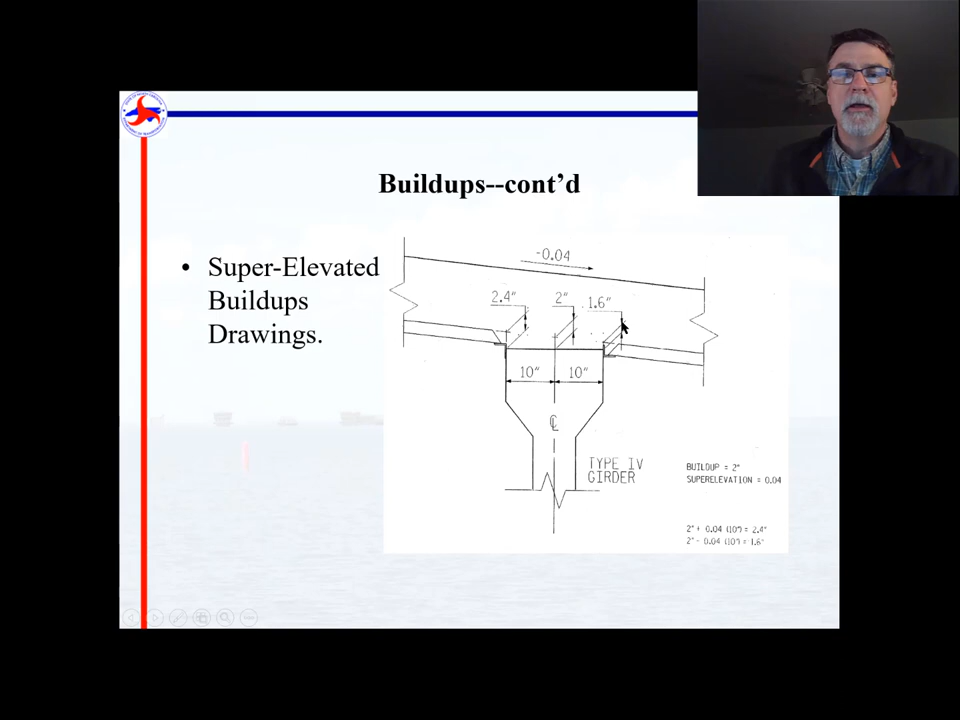 Buildups--cont’d
• Super-Elevated
Buildups
Drawings.
-0.04
2.4" 2" 1.6"
10" 10"
℄
TYPE IV
GIRDER
BUILDUP = 2"
SUPERELEVATION = 0.04
2" + 0.04 (10") = 2.4"
2" - 0.04 (10") = 1.6"